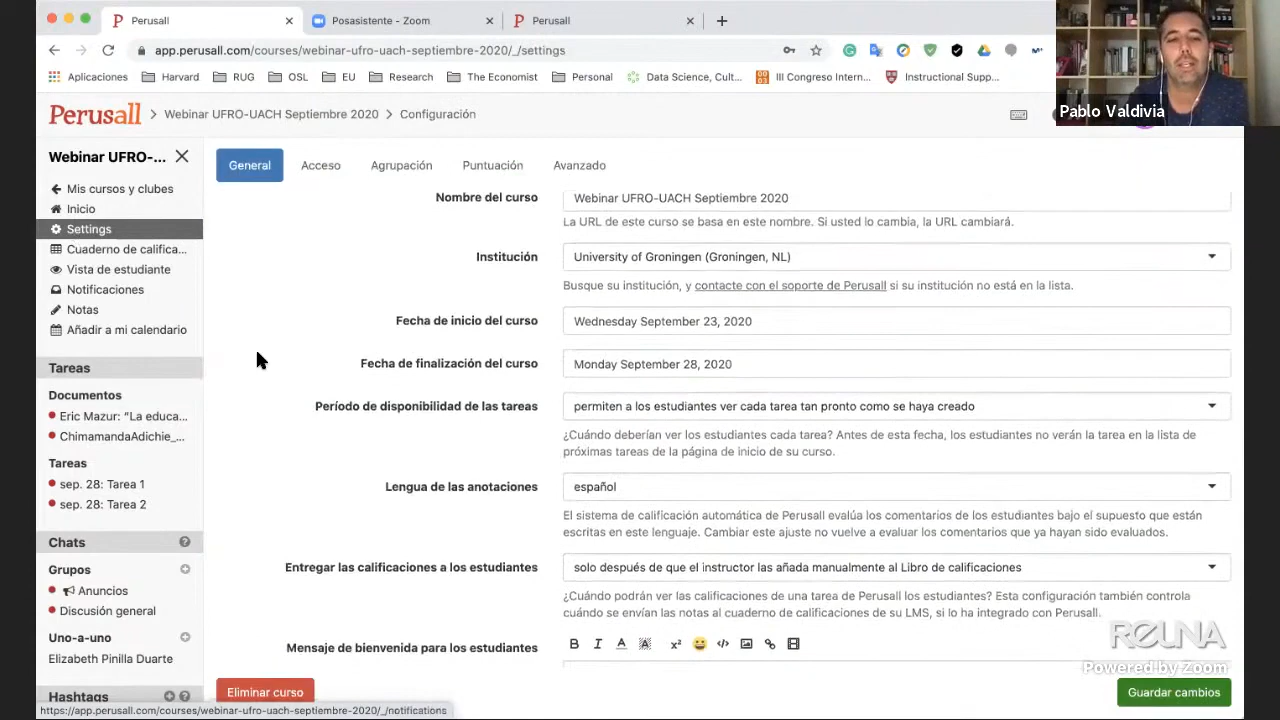 Perusall
Posasistente - Zoom
Perusall
app.perusall.com/courses/webinar-ufro-uach-septiembre-2020/_/settings
Aplicaciones
Harvard
RUG
OSL
EU
Research
The Economist
Personal
Data Science, Cult...
III Congreso Intern...
Instructional Supp...
Pablo Valdivia
Perusall
Webinar UFRO-UACH Septiembre 2020
Configuración
Webinar UFRO-...
Mis cursos y clubes
Inicio
Settings
Cuaderno de califica...
Vista de estudiante
Notificaciones
Notas
Añadir a mi calendario
Tareas
Documentos
Eric Mazur: “La educa...
ChimamandaAdichie_...
Tareas
sep. 28: Tarea 1
sep. 28: Tarea 2
Chats
Grupos
Anuncios
Discusión general
Uno-a-uno
Elizabeth Pinilla Duarte
Hashtags
General
Acceso
Agrupación
Puntuación
Avanzado
Nombre del curso
Webinar UFRO-UACH Septiembre 2020
La URL de este curso se basa en este nombre. Si usted lo cambia, la URL cambiará.
Institución
University of Groningen (Groningen, NL)
Busque su institución, y contacte con el soporte de Perusall si su institución no está en la lista.
Fecha de inicio del curso
Wednesday September 23, 2020
Fecha de finalización del curso
Monday September 28, 2020
Período de disponibilidad de las tareas
permiten a los estudiantes ver cada tarea tan pronto como se haya creado
¿Cuándo deberían ver los estudiantes cada tarea? Antes de esta fecha, los estudiantes no verán la tarea en la lista de
próximas tareas de la página de inicio de su curso.
Lengua de las anotaciones
español
El sistema de calificación automática de Perusall evalúa los comentarios de los estudiantes bajo el supuesto que están
escritas en este lenguaje. Cambiar este ajuste no vuelve a evaluar los comentarios que ya hayan sido evaluados.
Entregar las calificaciones a los estudiantes
solo después de que el instructor las añada manualmente al Libro de calificaciones
¿Cuándo podrán ver las calificaciones de una tarea de Perusall los estudiantes? Esta configuración también controla
cuándo se envían las notas al cuaderno de calificaciones de su LMS, si lo ha integrado con Perusall.
Mensaje de bienvenida para los estudiantes
B I A A x²
REUNA
Powered by Zoom
Eliminar curso
Guardar cambios
https://app.perusall.com/courses/webinar-ufro-uach-septiembre-2020/_/notifications